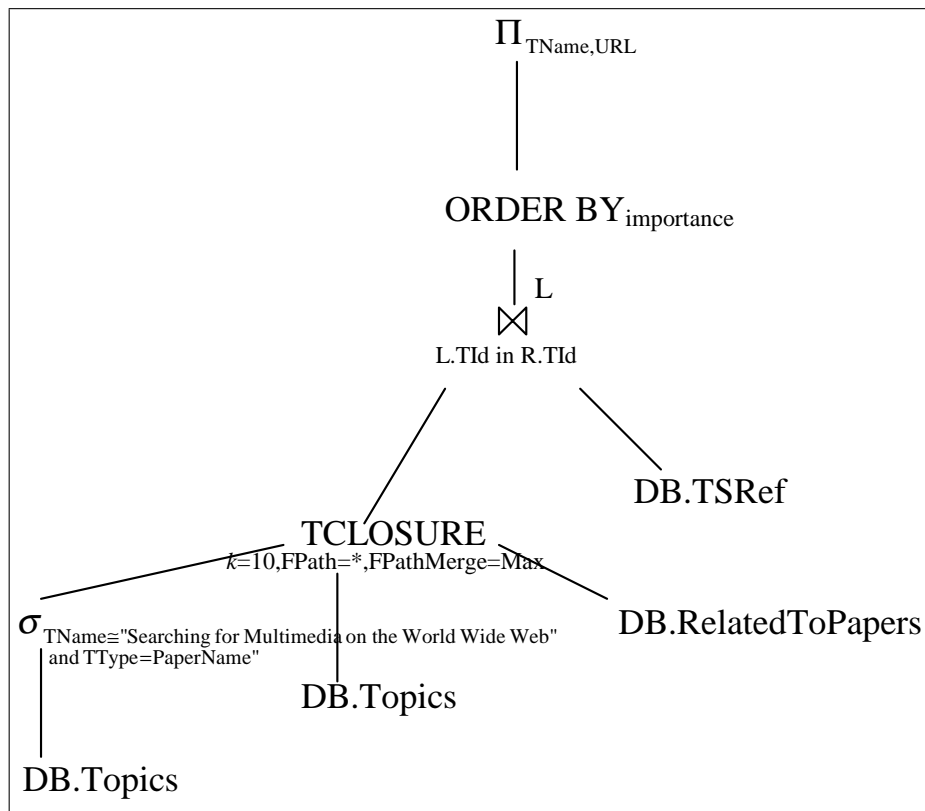 Π TName,URL
ORDER BY importance
L
⋈
L.TId in R.TId
DB.TSRef
TCLOSURE
k=10,FPath=*,FPathMerge=Max
σ TName≅"Searching for Multimedia on the World Wide Web"
and TType=PaperName"
DB.RelatedToPapers
DB.Topics
DB.Topics